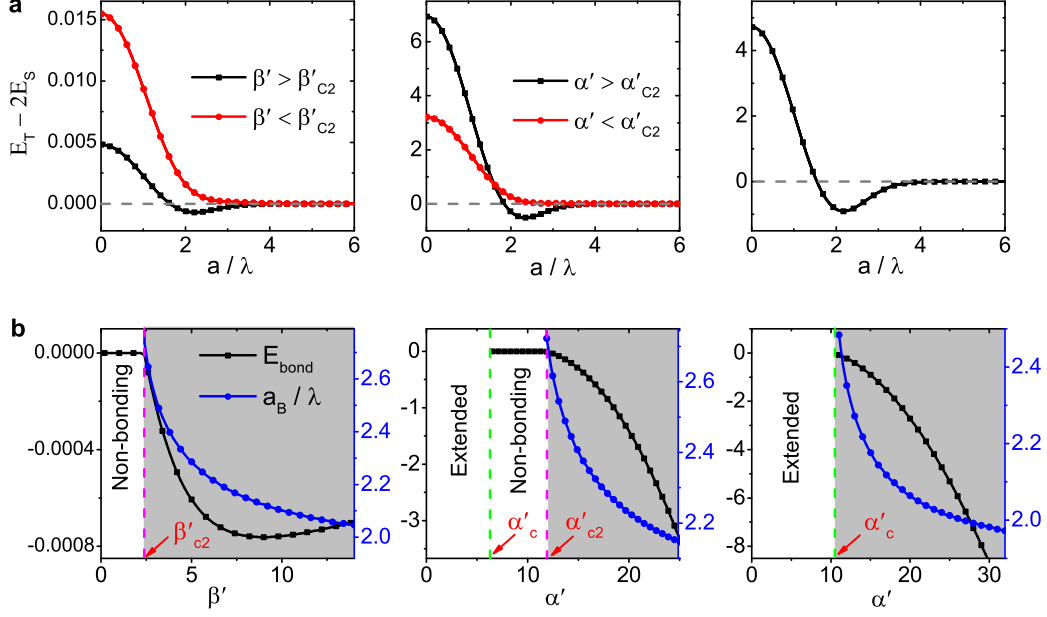 a
E_T − 2E_S
0.015
0.010
0.005
0.000
β′ > β′_C2
β′ < β′_C2
0 2 4 6
a / λ
6
5
4
3
2
1
0
α′ > α′_C2
α′ < α′_C2
0 2 4 6
a / λ
4
2
0
0 2 4 6
a / λ
b
0.0000
-0.0004
-0.0008
Non-bonding
E_bond
a_B / λ
β′_c2
2.6
2.4
2.2
2.0
0 5 10
β′
0
-1
-2
-3
Extended
Non-bonding
α′_c
α′_c2
2.6
2.4
2.2
0 10 20
α′
0
-2
-4
-6
-8
Extended
α′_c
2.4
2.2
2.0
0 10 20 30
α′